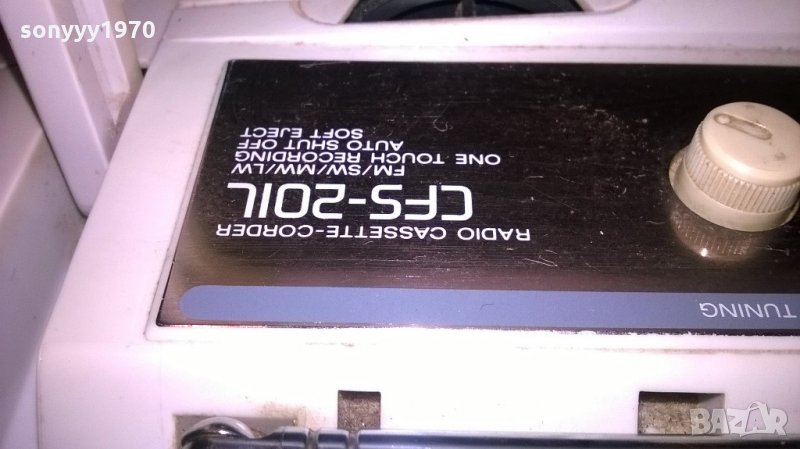 sonyyy1970
RADIO CASSETTE-CORDER
CFS-201L
FM/SW/MW/LW
ONE TOUCH RECORDING
AUTO SHUT OFF
SOFT EJECT
TUNING
BAZAR